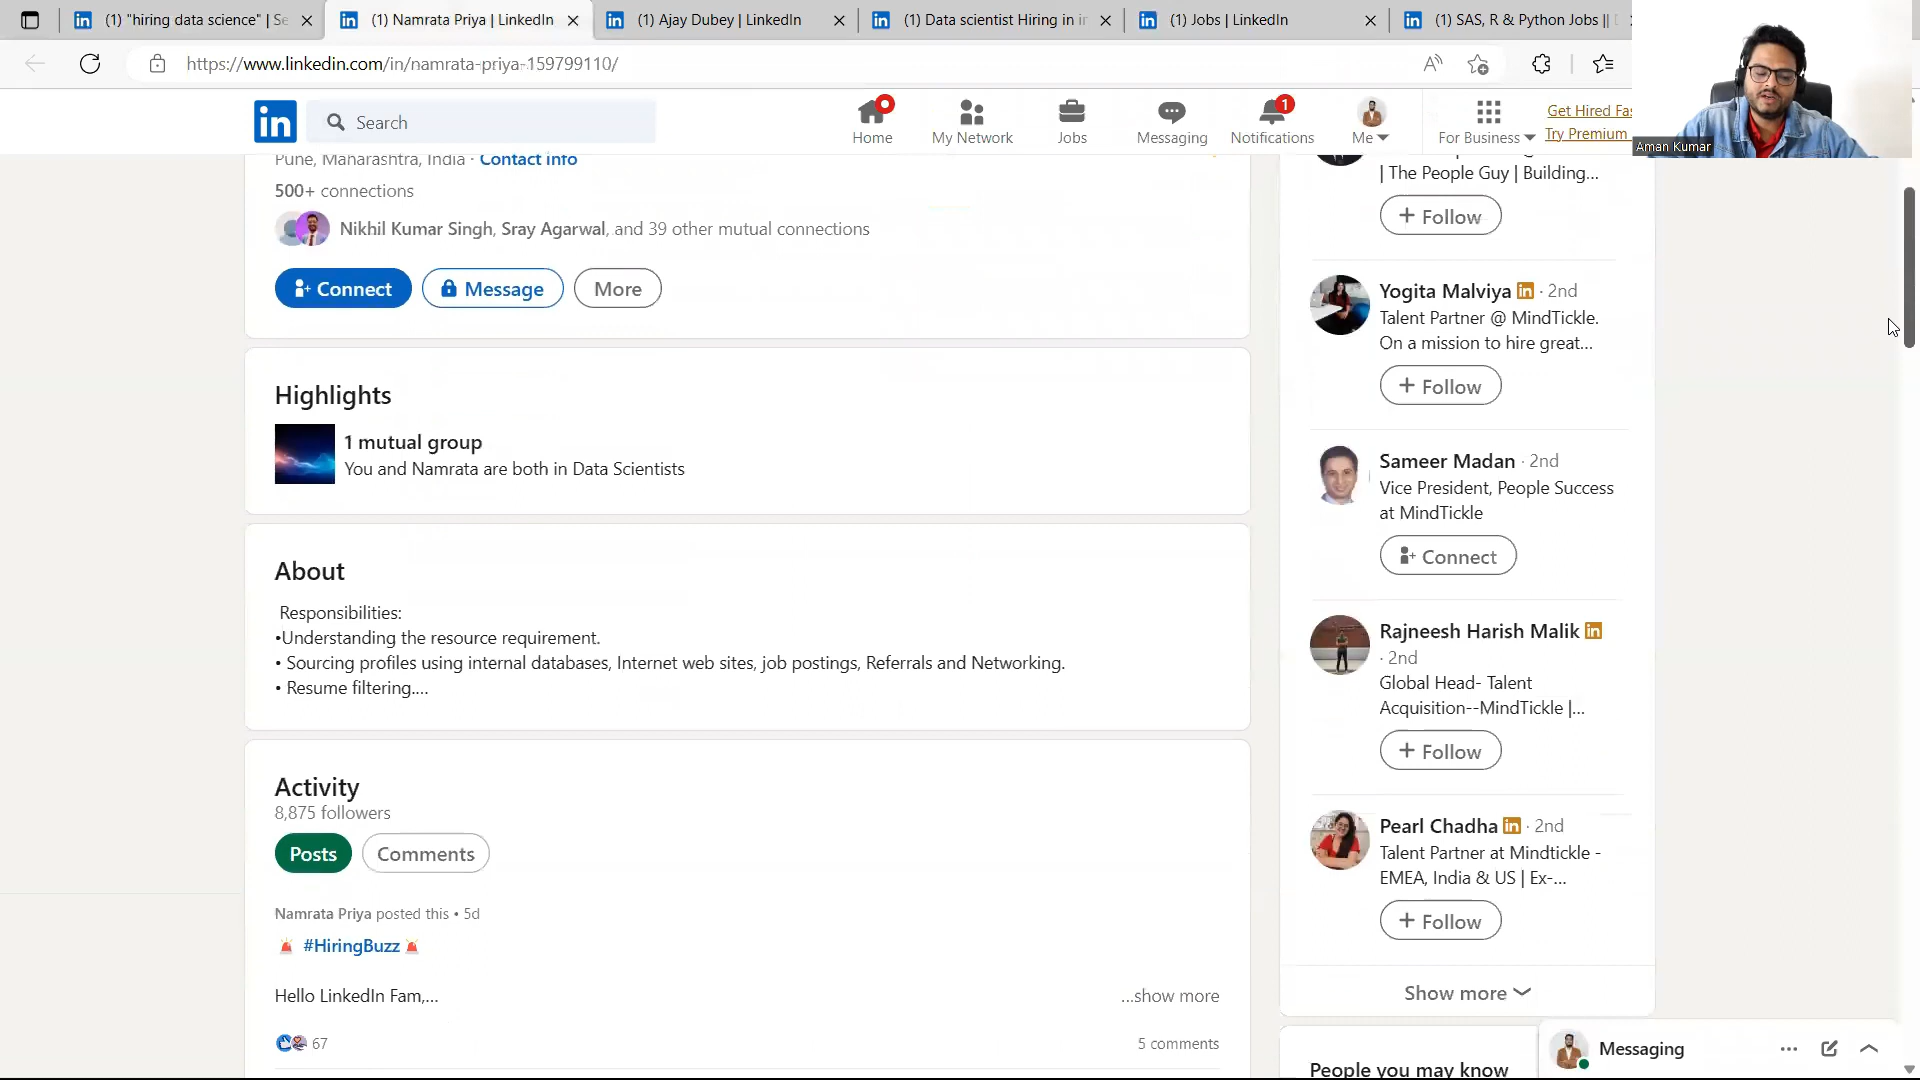 (1) "hiring data science" | Se
(1) Namrata Priya | LinkedIn
(1) Ajay Dubey | LinkedIn
(1) Data scientist Hiring in in
(1) Jobs | LinkedIn
(1) SAS, R & Python Jobs ||
https://www.linkedin.com/in/namrata-priya-159799110/
in
Search
Home
My Network
Jobs
Messaging
1
Notifications
Me
For Business
Get Hired Fas
Try Premium
Aman Kumar
Pune, Maharashtra, India · Contact info
500+ connections
Nikhil Kumar Singh, Sray Agarwal, and 39 other mutual connections
Connect
Message
More
Highlights
1 mutual group
You and Namrata are both in Data Scientists
About
Responsibilities:
•Understanding the resource requirement.
• Sourcing profiles using internal databases, Internet web sites, job postings, Referrals and Networking.
• Resume filtering....
Activity
8,875 followers
Posts
Comments
Namrata Priya posted this • 5d
#HiringBuzz
Hello LinkedIn Fam,...
...show more
67
5 comments
| The People Guy | Building...
+ Follow
Yogita Malviya in · 2nd
Talent Partner @ MindTickle.
On a mission to hire great...
+ Follow
Sameer Madan · 2nd
Vice President, People Success
at MindTickle
Connect
Rajneesh Harish Malik in
· 2nd
Global Head- Talent
Acquisition--MindTickle |...
+ Follow
Pearl Chadha in · 2nd
Talent Partner at Mindtickle -
EMEA, India & US | Ex-...
+ Follow
Show more
People you may know
Messaging